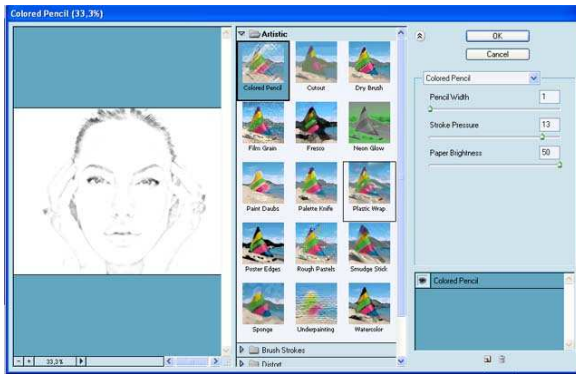 Colored Pencil (33,3%)
Artistic
Colored Pencil
Cutout
Dry Brush
Film Grain
Fresco
Neon Glow
Paint Daubs
Palette Knife
Plastic Wrap
Poster Edges
Rough Pastels
Smudge Stick
Sponge
Underpainting
Watercolor
Brush Strokes
Distort
33,3%
OK
Cancel
Colored Pencil
Pencil Width
1
Stroke Pressure
13
Paper Brightness
50
Colored Pencil